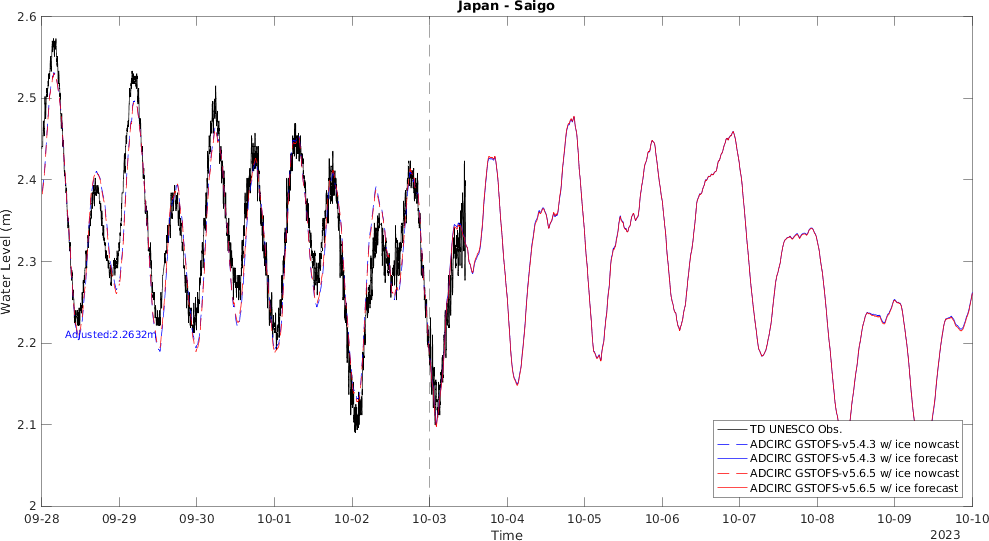 Japan - Saigo
Water Level (m)
2.6
2.5
2.4
2.3
2.2
2.1
2
Adjusted:2.2632m
TD UNESCO Obs.
ADCIRC GSTOFS-v5.4.3 w/ ice nowcast
ADCIRC GSTOFS-v5.4.3 w/ ice forecast
ADCIRC GSTOFS-v5.6.5 w/ ice nowcast
ADCIRC GSTOFS-v5.6.5 w/ ice forecast
09-28 09-29 09-30 10-01 10-02 10-03 10-04 10-05 10-06 10-07 10-08 10-09 10-10
Time
2023